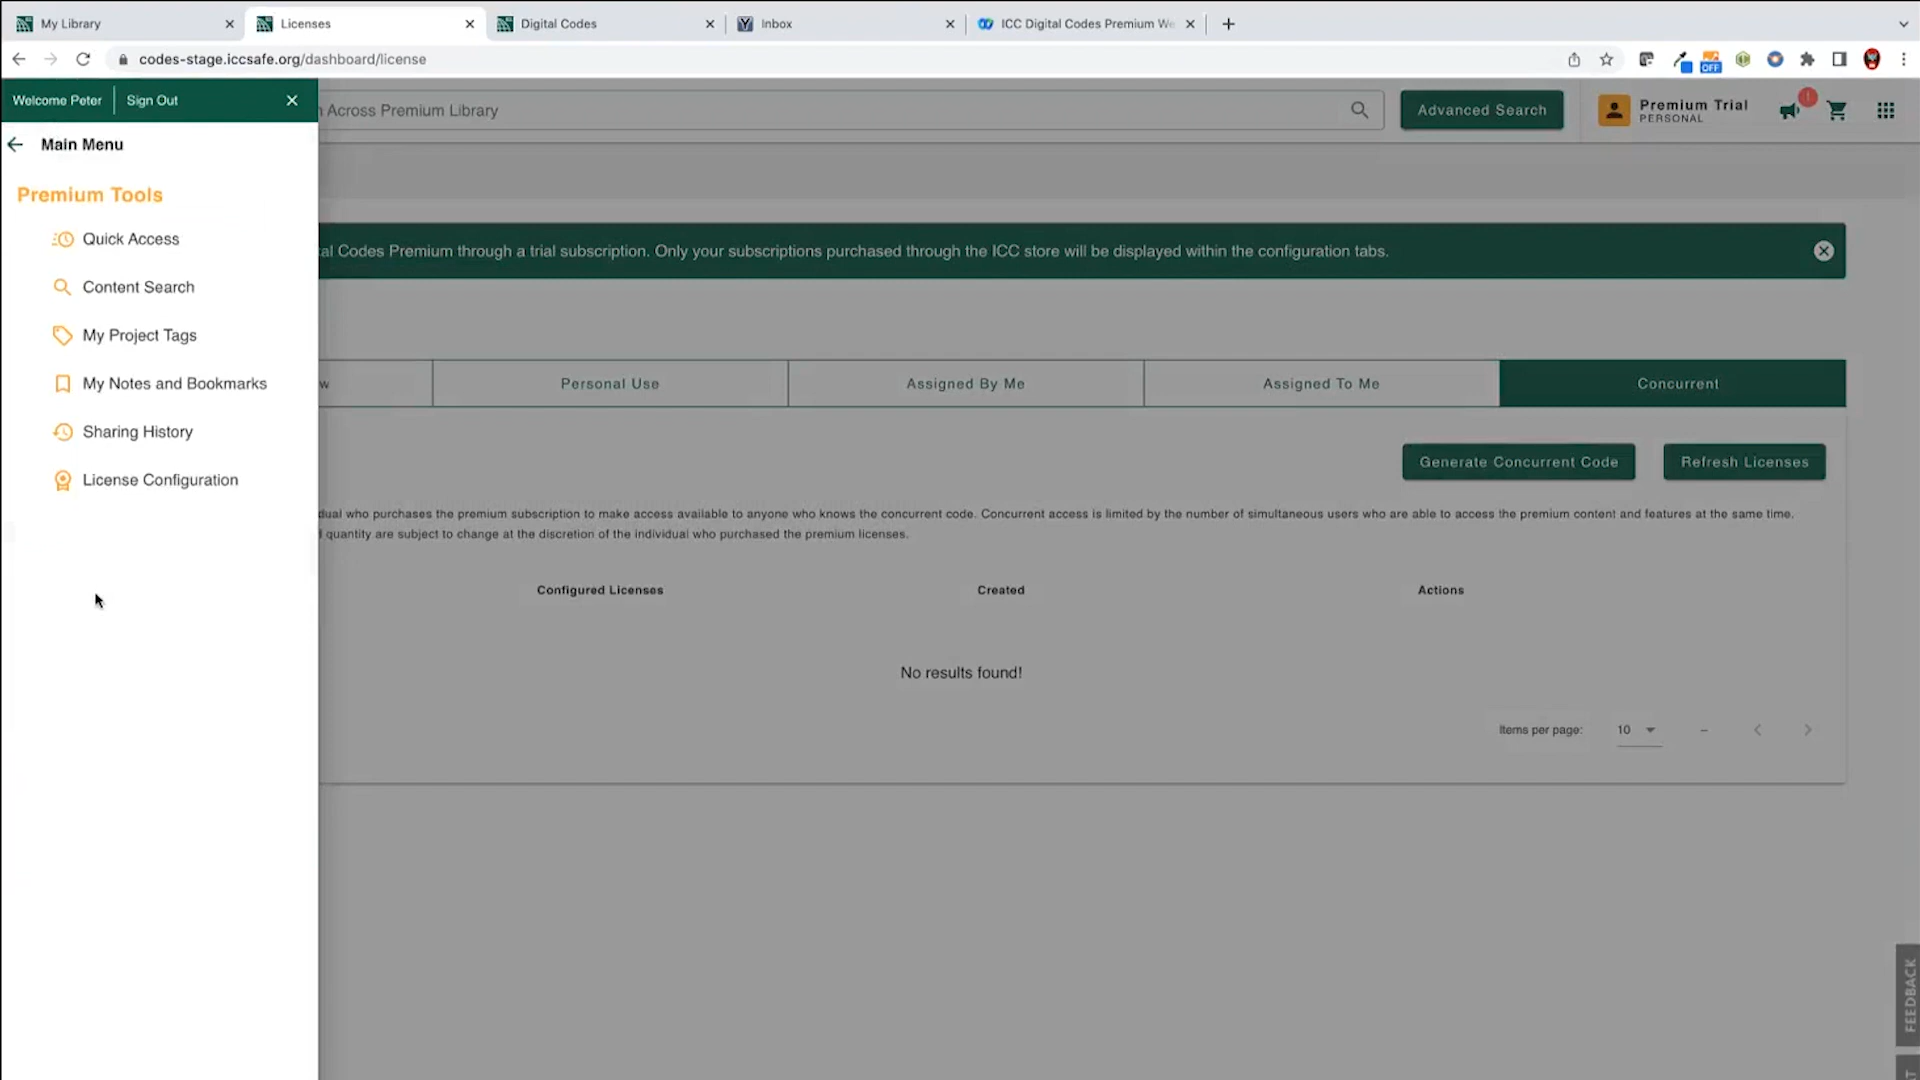 My Library
Licenses
Digital Codes
Inbox
ICC Digital Codes Premium We
codes-stage.iccsafe.org/dashboard/license
OFF
Welcome Peter
Sign Out
Across Premium Library
Advanced Search
Premium Trial
PERSONAL
!
Main Menu
Premium Tools
Quick Access
Content Search
My Project Tags
My Notes and Bookmarks
Sharing History
License Configuration
al Codes Premium through a trial subscription. Only your subscriptions purchased through the ICC store will be displayed within the configuration tabs.
w
Personal Use
Assigned By Me
Assigned To Me
Concurrent
Generate Concurrent Code
Refresh Licenses
dual who purchases the premium subscription to make access available to anyone who knows the concurrent code. Concurrent access is limited by the number of simultaneous users who are able to access the premium content and features at the same time.
quantity are subject to change at the discretion of the individual who purchased the premium licenses.
Configured Licenses
Created
Actions
No results found!
Items per page:
10
–
FEEDBACK